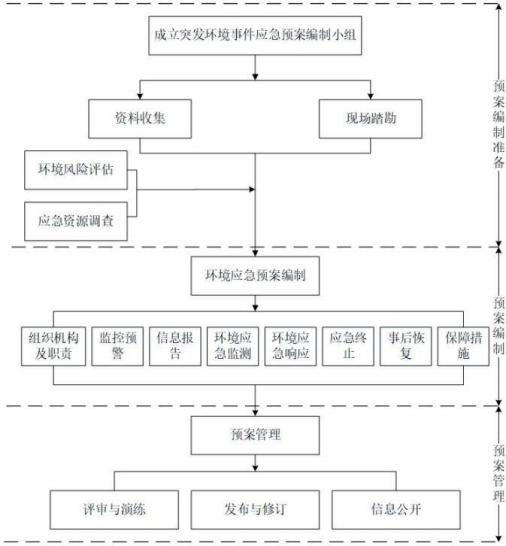 成立突发环境事件应急预案编制小组
资料收集
现场踏勘
环境风险评估
应急资源调查
预案编制准备
环境应急预案编制
组织机构
及职责
监控预
警
信息报
告
环境应
急监测
环境应
急响应
应急终
止
事后恢
复
保障措
施
预案编制
预案管理
评审与演练
发布与修订
信息公开
预案管理